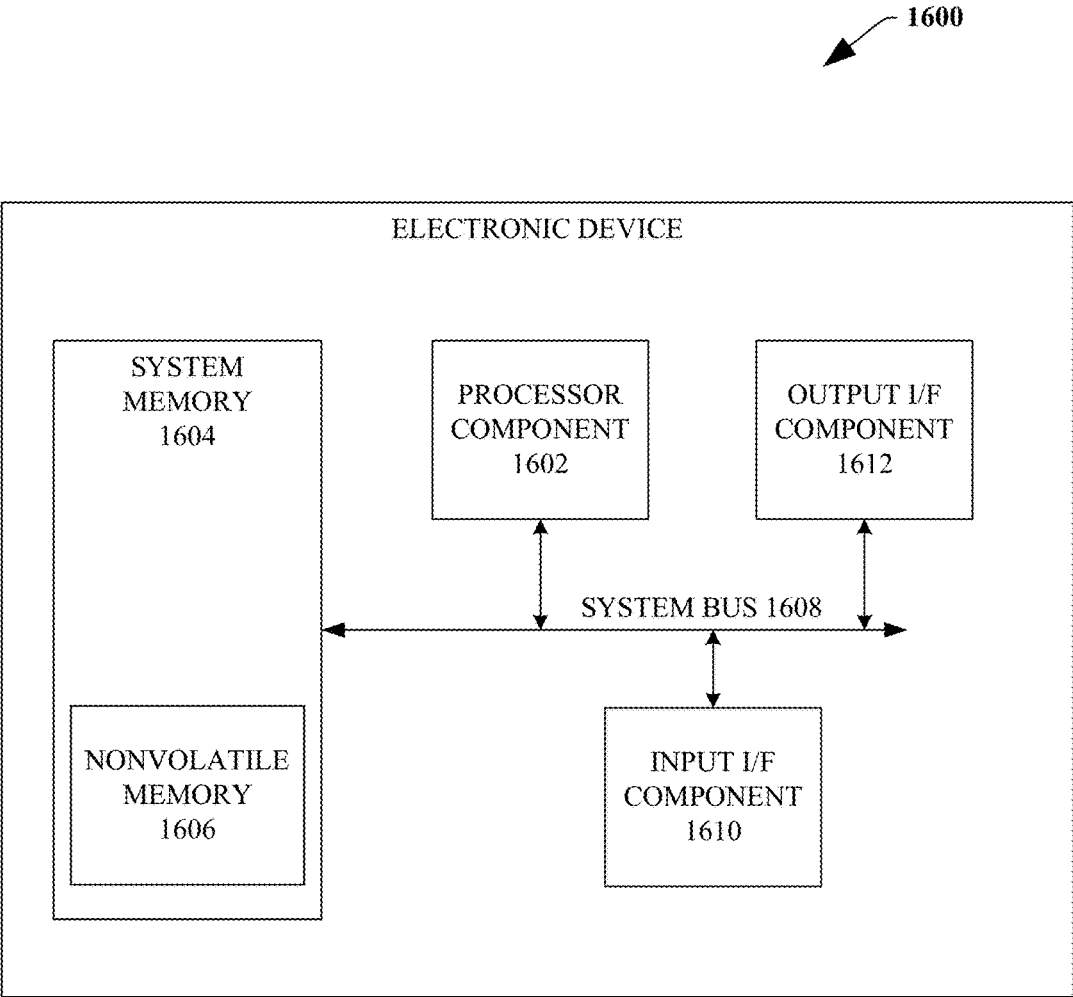 1600
ELECTRONIC DEVICE
SYSTEM
MEMORY
1604
PROCESSOR
COMPONENT
1602
OUTPUT I/F
COMPONENT
1612
SYSTEM BUS 1608
NONVOLATILE
MEMORY
1606
INPUT I/F
COMPONENT
1610